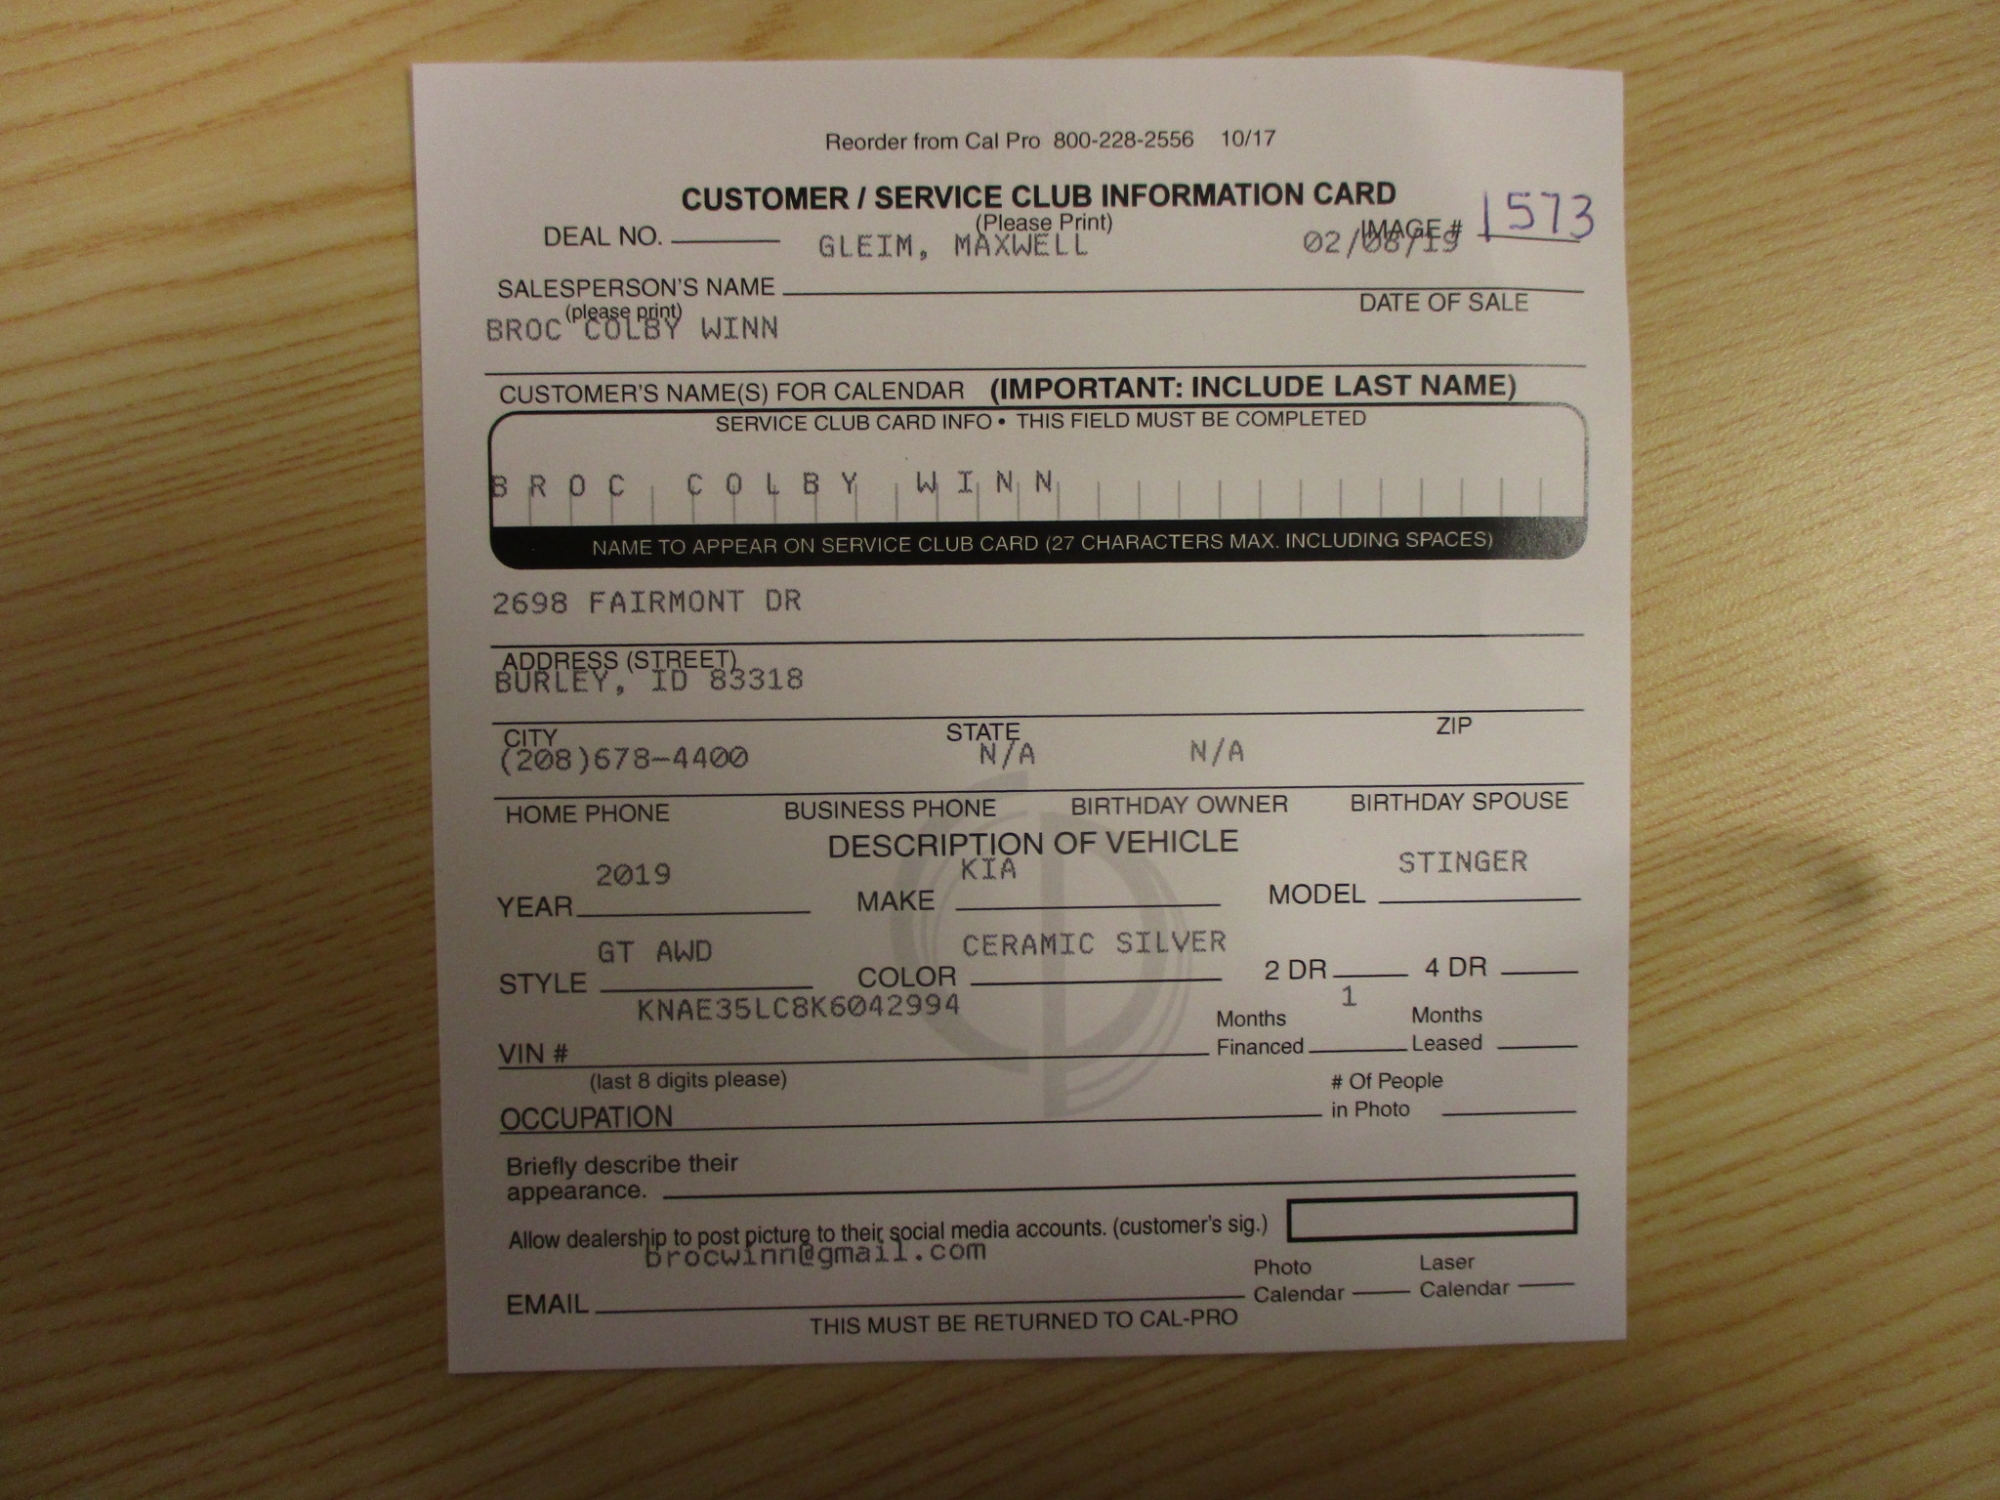 Reorder from Cal Pro 800-228-2556 10/17
CUSTOMER / SERVICE CLUB INFORMATION CARD
(Please Print)
DEAL NO. GLEIM, MAXWELL 02/08/19 IMAGE # 1573
SALESPERSON'S NAME DATE OF SALE
(please print)
BROC COLBY WINN
CUSTOMER'S NAME(S) FOR CALENDAR (IMPORTANT: INCLUDE LAST NAME)
SERVICE CLUB CARD INFO • THIS FIELD MUST BE COMPLETED
BROC COLBY WINN
NAME TO APPEAR ON SERVICE CLUB CARD (27 CHARACTERS MAX. INCLUDING SPACES)
2698 FAIRMONT DR
ADDRESS (STREET)
BURLEY, ID 83318
CITY STATE ZIP
(208)678-4400 N/A N/A
HOME PHONE BUSINESS PHONE BIRTHDAY OWNER BIRTHDAY SPOUSE
DESCRIPTION OF VEHICLE
2019 KIA STINGER
YEAR MAKE MODEL
GT AWD CERAMIC SILVER
STYLE COLOR 2 DR 4 DR
KNAE35LC8K6042994 1
VIN # Months Financed Months Leased
(last 8 digits please) # Of People
OCCUPATION in Photo
Briefly describe their
appearance.
Allow dealership to post picture to their social media accounts. (customer's sig.)
brocwinn@gmail.com
EMAIL Photo Calendar Laser Calendar
THIS MUST BE RETURNED TO CAL-PRO